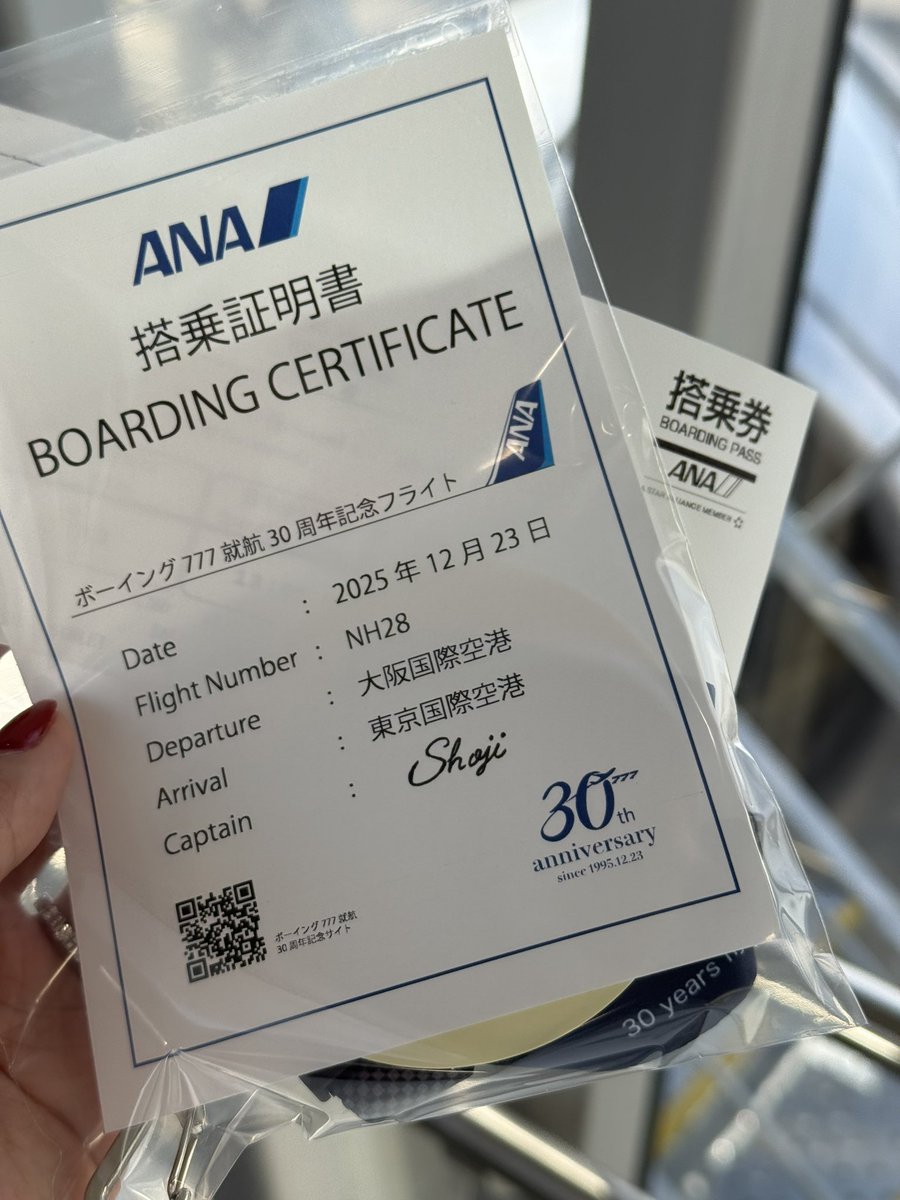 ANA
搭乗証明書
BOARDING CERTIFICATE
ANA
ボーイング 777 就航 30 周年記念フライト
Date : 2025 年 12 月 23 日
Flight Number : NH28
Departure : 大阪国際空港
Arrival : 東京国際空港
Captain : Shoji
30th 777
anniversary
since 1995.12.23
ボーイング 777 就航
30 周年記念サイト
搭乗券
BOARDING PASS
ANA
A STAR ALLIANCE MEMBER
30 years